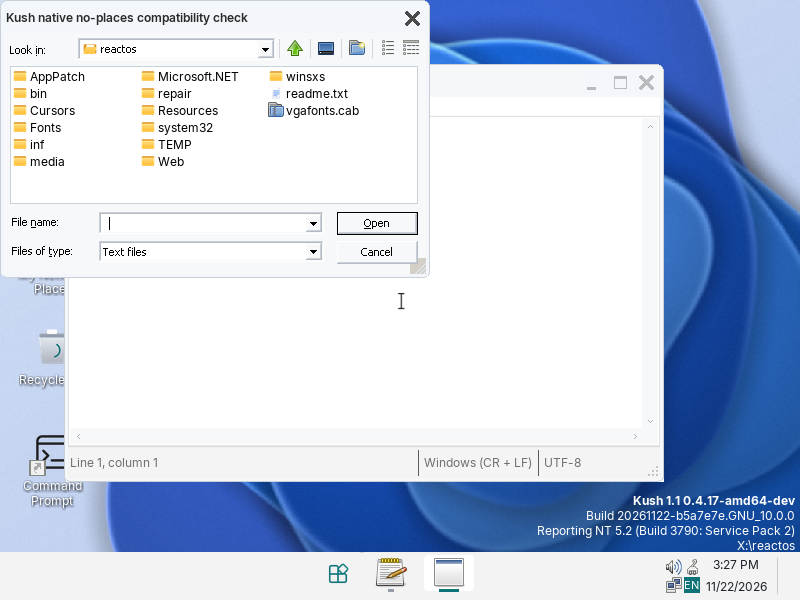 Kush native no-places compatibility check
Look in:
reactos
AppPatch
bin
Cursors
Fonts
inf
media
Microsoft.NET
repair
Resources
system32
TEMP
Web
winsxs
readme.txt
vgafonts.cab
File name:
Open
Files of type:
Text files
Cancel
Place
Recycle
Line 1, column 1
Windows (CR + LF)
UTF-8
Command
Prompt
Kush 1.1 0.4.17-amd64-dev
Build 20261122-b5a7e7e.GNU_10.0.0
Reporting NT 5.2 (Build 3790: Service Pack 2)
X:\reactos
3:27 PM
EN
11/22/2026